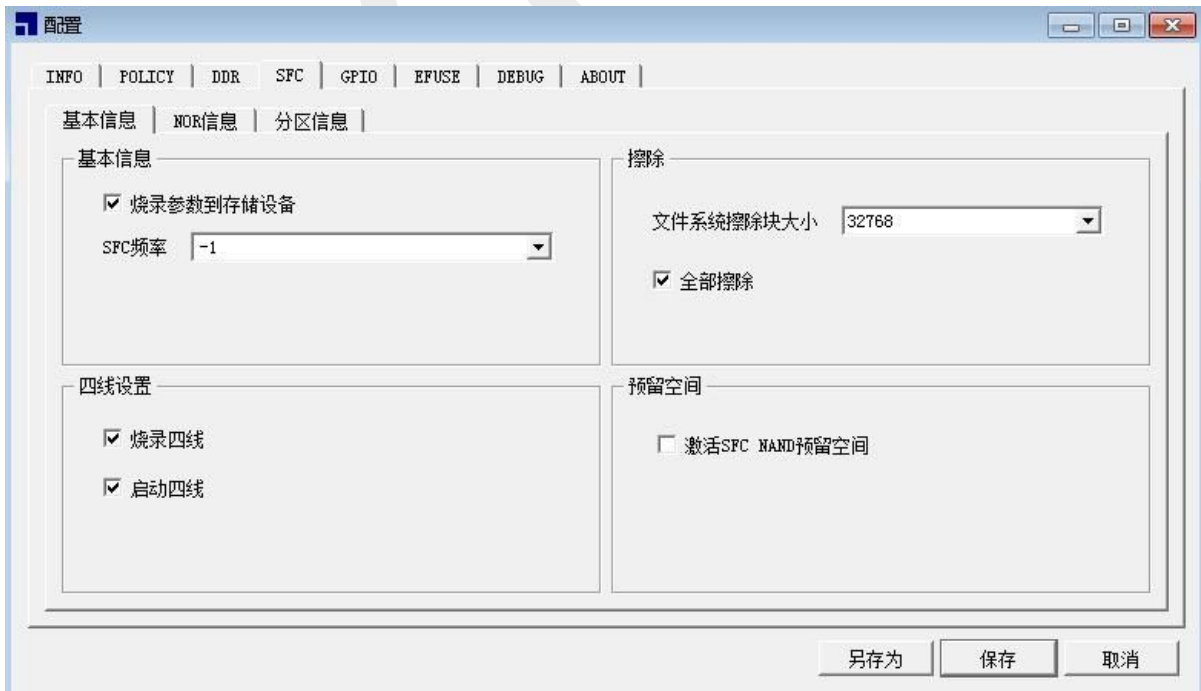 配置
INFO POLICY DDR SFC GPIO EFUSE DEBUG ABOUT
基本信息 NOR信息 分区信息
基本信息
烧录参数到存储设备
SFC频率 -1
擦除
文件系统擦除块大小 32768
全部擦除
四线设置
烧录四线
启动四线
预留空间
激活SFC NAND预留空间
另存为 保存 取消